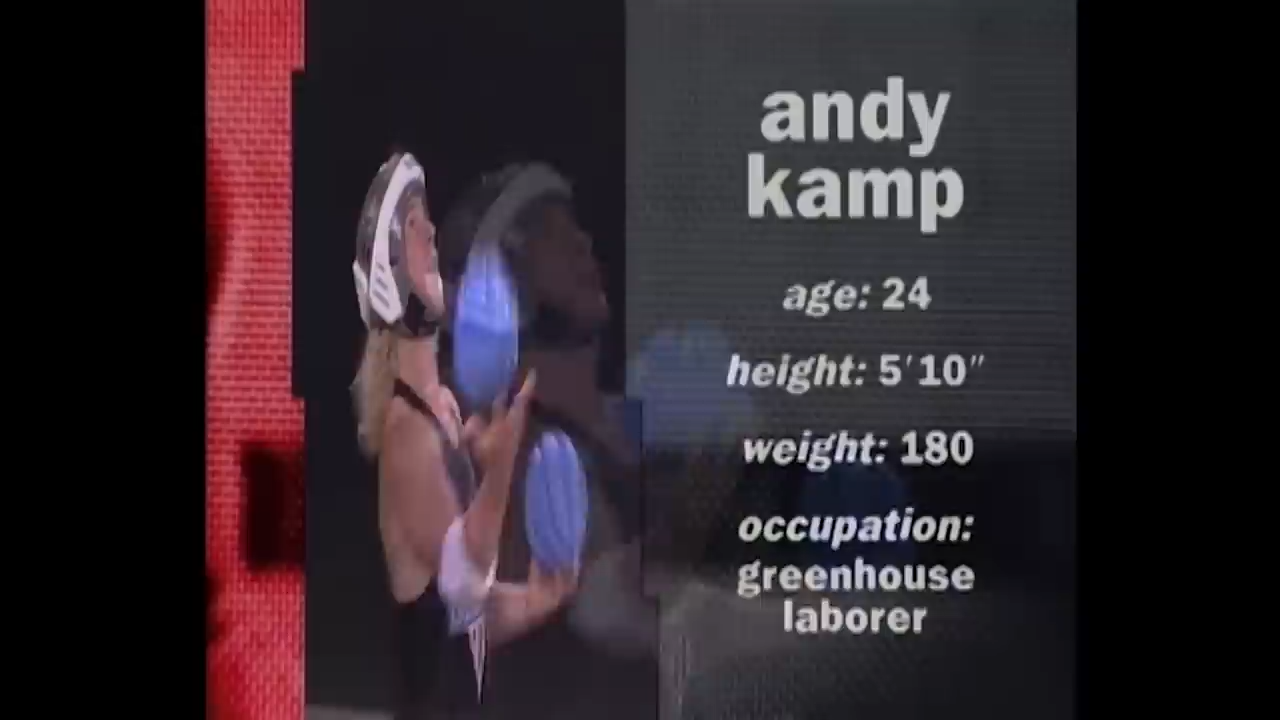 andy
kamp
age: 24
height: 5'10"
weight: 180
occupation:
greenhouse
laborer